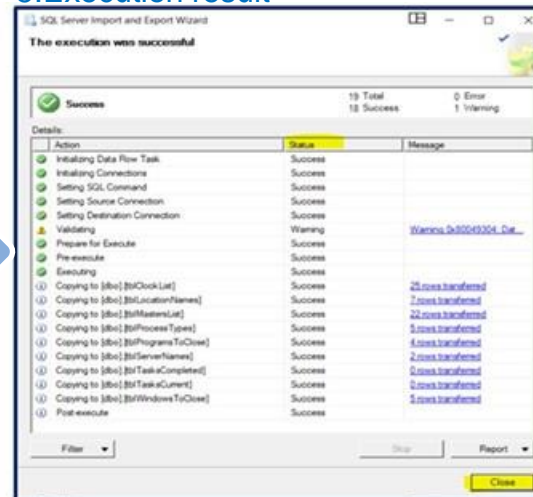 Execution result
SQL Server Import and Export Wizard
The execution was successful
Success
19 Total 0 Error
18 Success 1 Warning
Details:
Action Status Message
Initializing Data Flow Task Success
Initializing Connections Success
Setting SQL Command Success
Setting Source Connection Success
Setting Destination Connection Success
Validating Warning Warning 0x80049304: Dat...
Prepare for Execute Success
Pre-execute Success
Executing Success
Copying to [dbo].[tblClockList] Success 25 rows transferred
Copying to [dbo].[tblLocationNames] Success 7 rows transferred
Copying to [dbo].[tblMastersList] Success 22 rows transferred
Copying to [dbo].[tblProcessTypes] Success 5 rows transferred
Copying to [dbo].[tblProgramsToClose] Success 4 rows transferred
Copying to [dbo].[tblServerNames] Success 2 rows transferred
Copying to [dbo].[tblTasksCompleted] Success 0 rows transferred
Copying to [dbo].[tblTasksCurrent] Success 0 rows transferred
Copying to [dbo].[tblWindowsToClose] Success 5 rows transferred
Post-execute Success
Filter Stop Report
Close